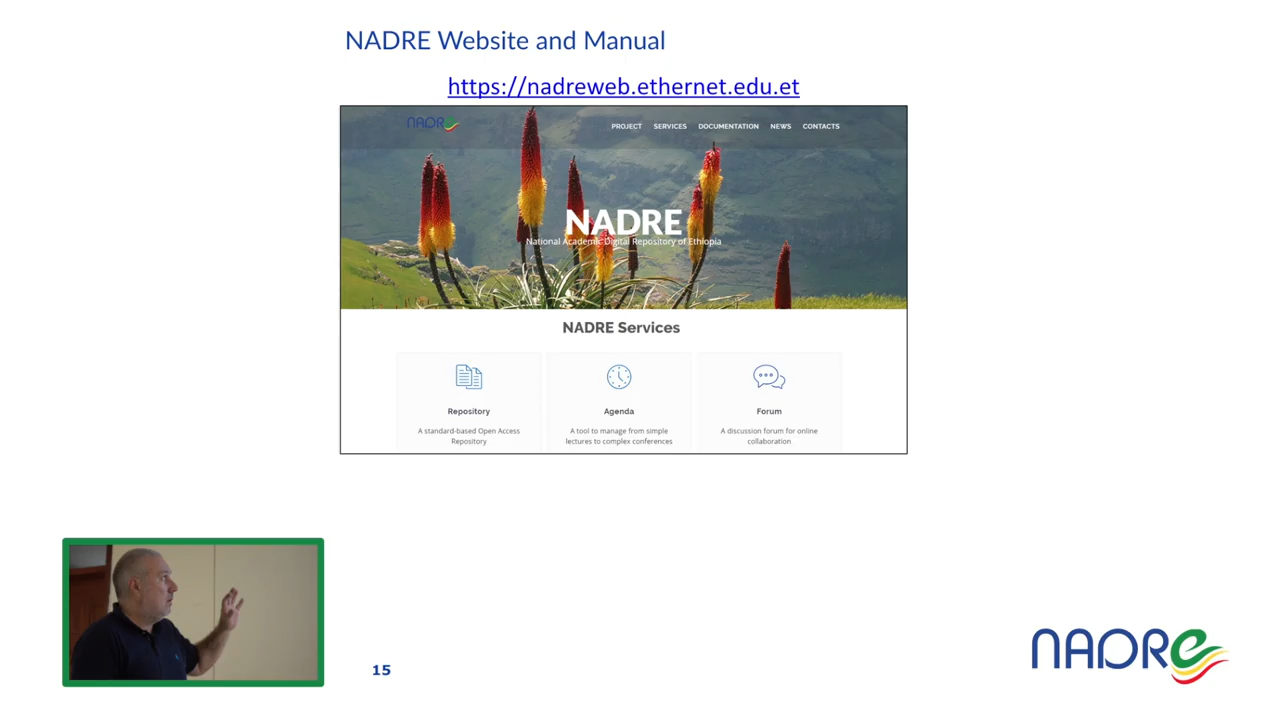 NADRE Website and Manual
https://nadreweb.ethernet.edu.et
NADRe
PROJECT SERVICES DOCUMENTATION NEWS CONTACTS
NADRE
National Academic Digital Repository of Ethiopia
NADRE Services
Repository
A standard-based Open Access
Repository
Agenda
A tool to manage from simple
lectures to complex conferences
Forum
A discussion forum for online
collaboration
15
NADRe